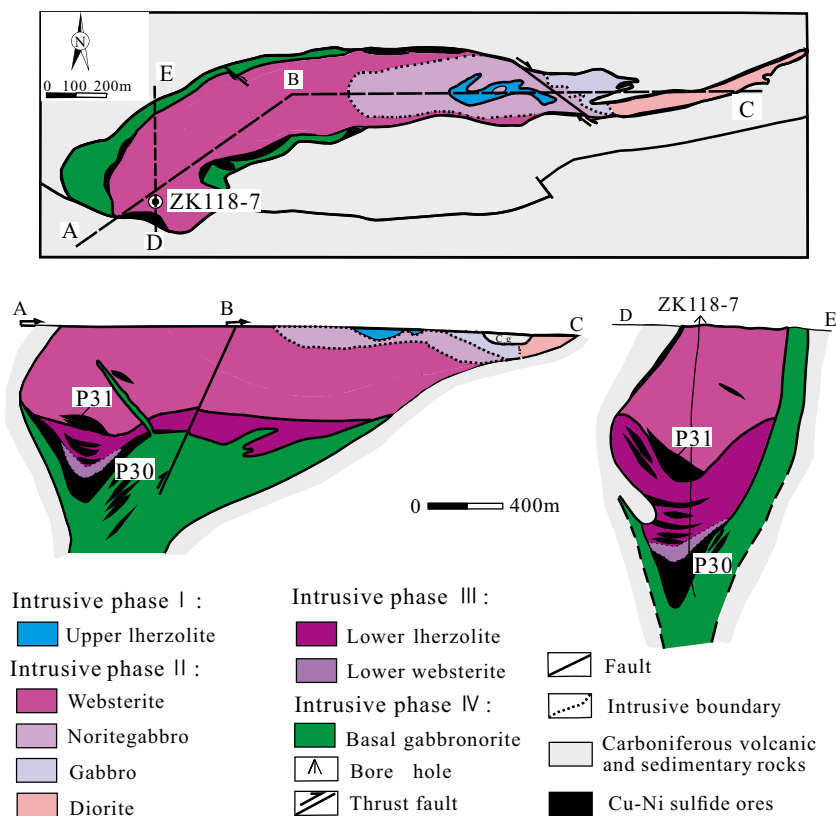 N
0 100 200m
E
B
C
ZK118-7
A
D
A
B
C
C g
P31
P30
0 400m
D
ZK118-7
E
P31
P30
Intrusive phase Ⅰ :
Upper lherzolite
Intrusive phase Ⅱ :
Websterite
Noritegabbro
Gabbro
Diorite
Intrusive phase Ⅲ :
Lower lherzolite
Lower websterite
Intrusive phase Ⅳ :
Basal gabbronorite
Bore hole
Thrust fault
Fault
Intrusive boundary
Carboniferous volcanic
and sedimentary rocks
Cu-Ni sulfide ores